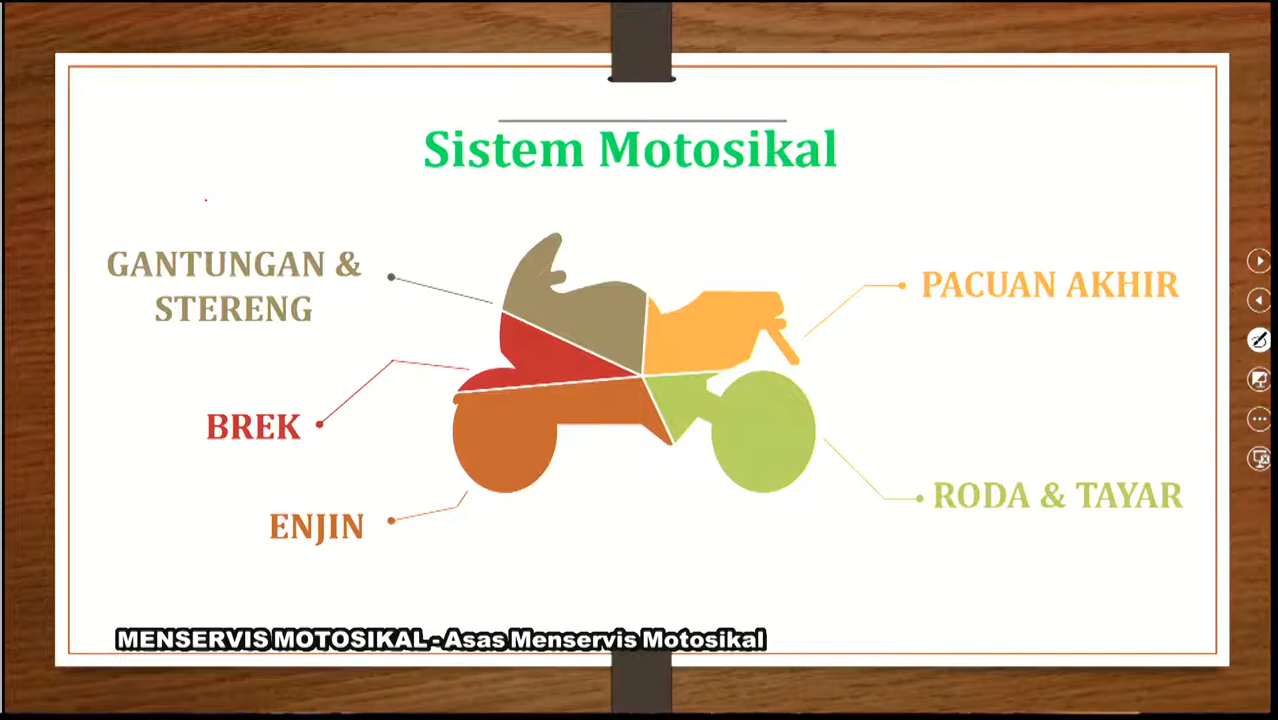 Sistem Motosikal
GANTUNGAN &
STERENG
PACUAN AKHIR
BREK
RODA & TAYAR
ENJIN
MENSERVIS MOTOSIKAL - Asas Menservis Motosikal